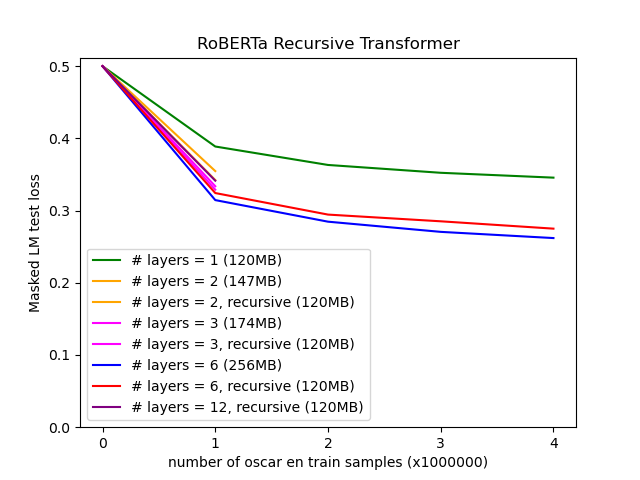 RoBERTa Recursive Transformer
0.5
0.4
0.3
0.2
0.1
0.0
Masked LM test loss
# layers = 1 (120MB)
# layers = 2 (147MB)
# layers = 2, recursive (120MB)
# layers = 3 (174MB)
# layers = 3, recursive (120MB)
# layers = 6 (256MB)
# layers = 6, recursive (120MB)
# layers = 12, recursive (120MB)
0 1 2 3 4
number of oscar en train samples (x1000000)